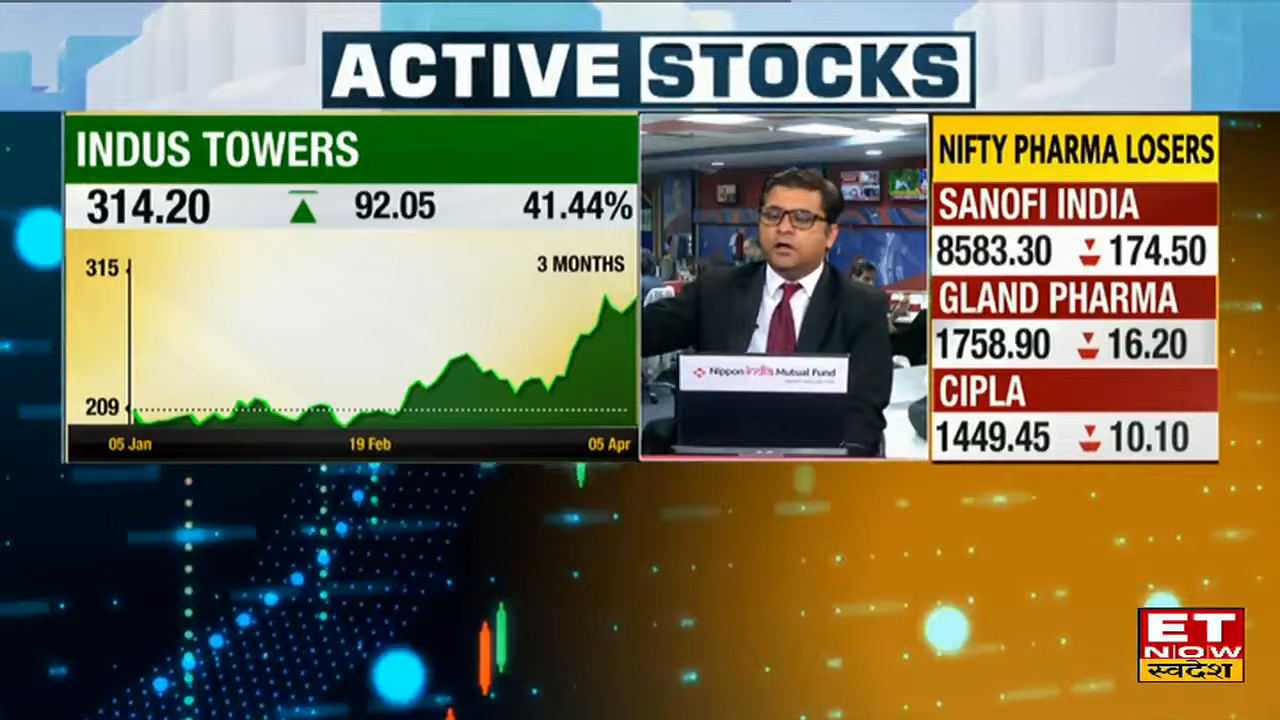 ACTIVE STOCKS
INDUS TOWERS
314.20 92.05 41.44%
3 MONTHS
315
209
05 Jan 19 Feb 05 Apr
Nippon india Mutual Fund
NIFTY PHARMA LOSERS
SANOFI INDIA
8583.30 174.50
GLAND PHARMA
1758.90 16.20
CIPLA
1449.45 10.10
ET
NOW
स्वदेश